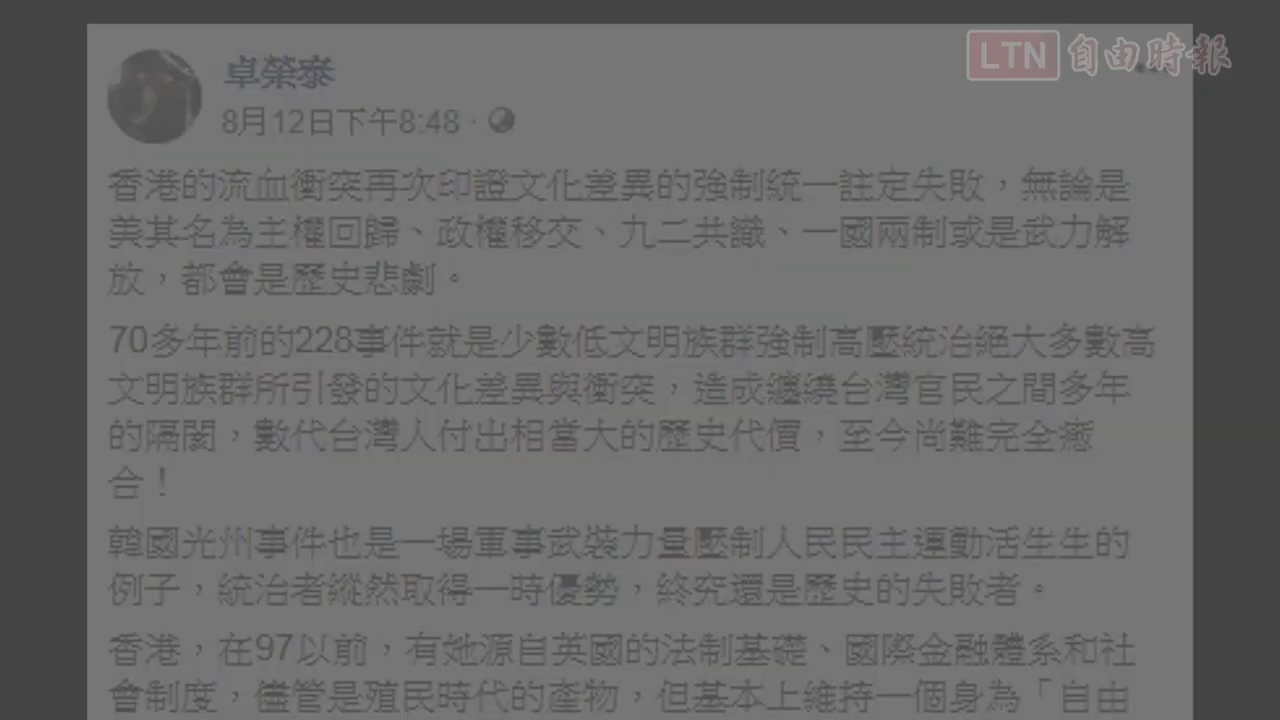 LTN 自由時報
卓榮泰
8月12日下午8:48
香港的流血衝突再次印證文化差異的強制統一註定失敗，無論是
美其名為主權回歸、政權移交、九二共識、一國兩制或是武力解
放，都會是歷史悲劇。
70多年前的228事件就是少數低文明族群強制高壓統治絕大多數高
文明族群所引發的文化差異與衝突，造成纏繞台灣官民之間多年
的隔閡，數代台灣人付出相當大的歷史代價，至今尚難完全癒
合！
韓國光州事件也是一場軍事武裝力量壓制人民民主運動活生生的
例子，統治者縱然取得一時優勢，終究還是歷史的失敗者。
香港，在97以前，有她源自英國的法制基礎、國際金融體系和社
會制度，儘管是殖民時代的產物，但基本上維持一個身為「自由